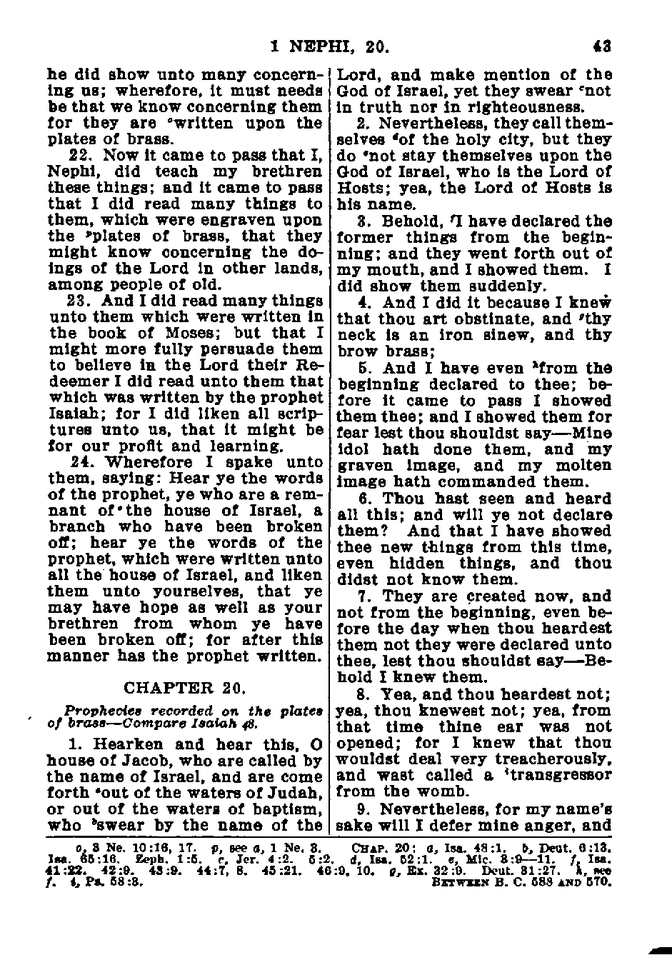 1 NEPHI, 20. 43
he did show unto many concern-
ing us; wherefore, it must needs
be that we know concerning them
for they are ᵒwritten upon the
plates of brass.
22. Now it came to pass that I,
Nephi, did teach my brethren
these things; and it came to pass
that I did read many things to
them, which were engraven upon
the ᵖplates of brass, that they
might know concerning the do-
ings of the Lord in other lands,
among people of old.
23. And I did read many things
unto them which were written in
the book of Moses; but that I
might more fully persuade them
to believe in the Lord their Re-
deemer I did read unto them that
which was written by the prophet
Isaiah; for I did liken all scrip-
tures unto us, that it might be
for our profit and learning.
24. Wherefore I spake unto
them, saying: Hear ye the words
of the prophet, ye who are a rem-
nant of the house of Israel, a
branch who have been broken
off; hear ye the words of the
prophet, which were written unto
all the house of Israel, and liken
them unto yourselves, that ye
may have hope as well as your
brethren from whom ye have
been broken off; for after this
manner has the prophet written.
CHAPTER 20.
Prophecies recorded on the plates
of brass—Compare Isaiah 48.
1. Hearken and hear this, O
house of Jacob, who are called by
the name of Israel, and are come
forth ᵃout of the waters of Judah,
or out of the waters of baptism,
who ᵇswear by the name of the
Lord, and make mention of the
God of Israel, yet they swear ᶜnot
in truth nor in righteousness.
2. Nevertheless, they call them-
selves ᵈof the holy city, but they
do ᵉnot stay themselves upon the
God of Israel, who is the Lord of
Hosts; yea, the Lord of Hosts is
his name.
3. Behold, ᶠI have declared the
former things from the begin-
ning; and they went forth out of
my mouth, and I showed them. I
did show them suddenly.
4. And I did it because I knew
that thou art obstinate, and ᵍthy
neck is an iron sinew, and thy
brow brass;
5. And I have even ʰfrom the
beginning declared to thee; be-
fore it came to pass I showed
them thee; and I showed them for
fear lest thou shouldst say—Mine
idol hath done them, and my
graven image, and my molten
image hath commanded them.
6. Thou hast seen and heard
all this; and will ye not declare
them? And that I have showed
thee new things from this time,
even hidden things, and thou
didst not know them.
7. They are created now, and
not from the beginning, even be-
fore the day when thou heardest
them not they were declared unto
thee, lest thou shouldst say—Be-
hold I knew them.
8. Yea, and thou heardest not;
yea, thou knewest not; yea, from
that time thine ear was not
opened; for I knew that thou
wouldst deal very treacherously,
and wast called a ⁱtransgressor
from the womb.
9. Nevertheless, for my name's
sake will I defer mine anger, and
o, 3 Ne. 10:16, 17. p, see a, 1 Ne. 3. CHAP. 20: a, Isa. 48:1. b, Deut. 6:13.
Isa. 65:16. Zeph. 1:5. c, Jer. 4:2. 5:2. d, Isa. 52:1. e, Mic. 3:9—11. f, Isa.
41:22. 42:9. 43:9. 44:7, 8. 45:21. 46:9, 10. g, Ex. 32:9. Deut. 31:27. h, see
f. i, Ps. 58:3. BETWEEN B. C. 588 AND 570.